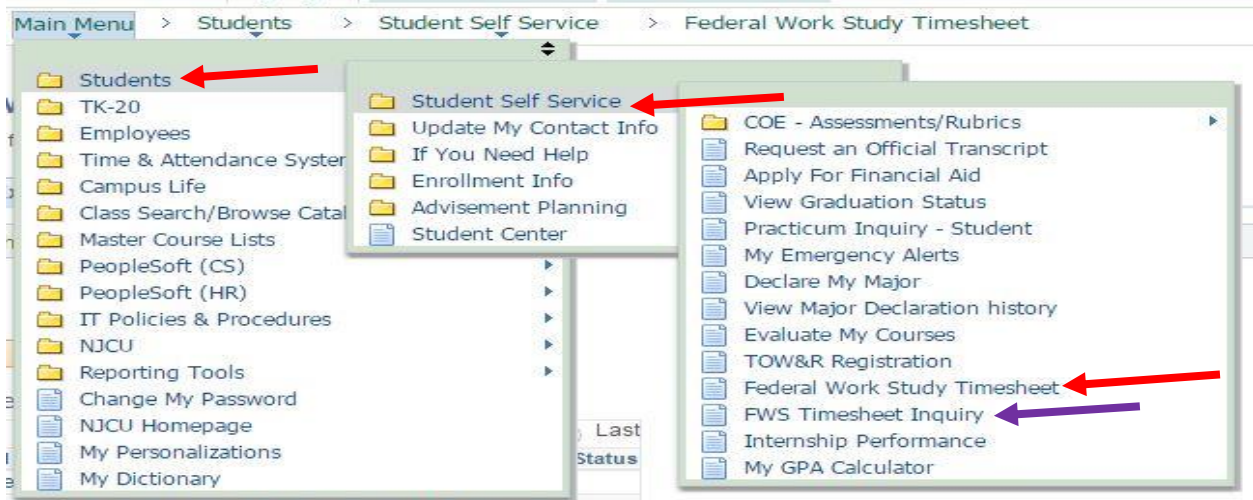 Main Menu > Students > Student Self Service > Federal Work Study Timesheet
Students
TK-20
Employees
Time & Attendance System
Campus Life
Class Search/Browse Catal
Master Course Lists
PeopleSoft (CS)
PeopleSoft (HR)
IT Policies & Procedures
NJCU
Reporting Tools
Change My Password
NJCU Homepage
My Personalizations
My Dictionary
Student Self Service
Update My Contact Info
If You Need Help
Enrollment Info
Advisement Planning
Student Center
COE - Assessments/Rubrics
Request an Official Transcript
Apply For Financial Aid
View Graduation Status
Practicum Inquiry - Student
My Emergency Alerts
Declare My Major
View Major Declaration history
Evaluate My Courses
TOW&R Registration
Federal Work Study Timesheet
FWS Timesheet Inquiry
Internship Performance
My GPA Calculator
Last
Status